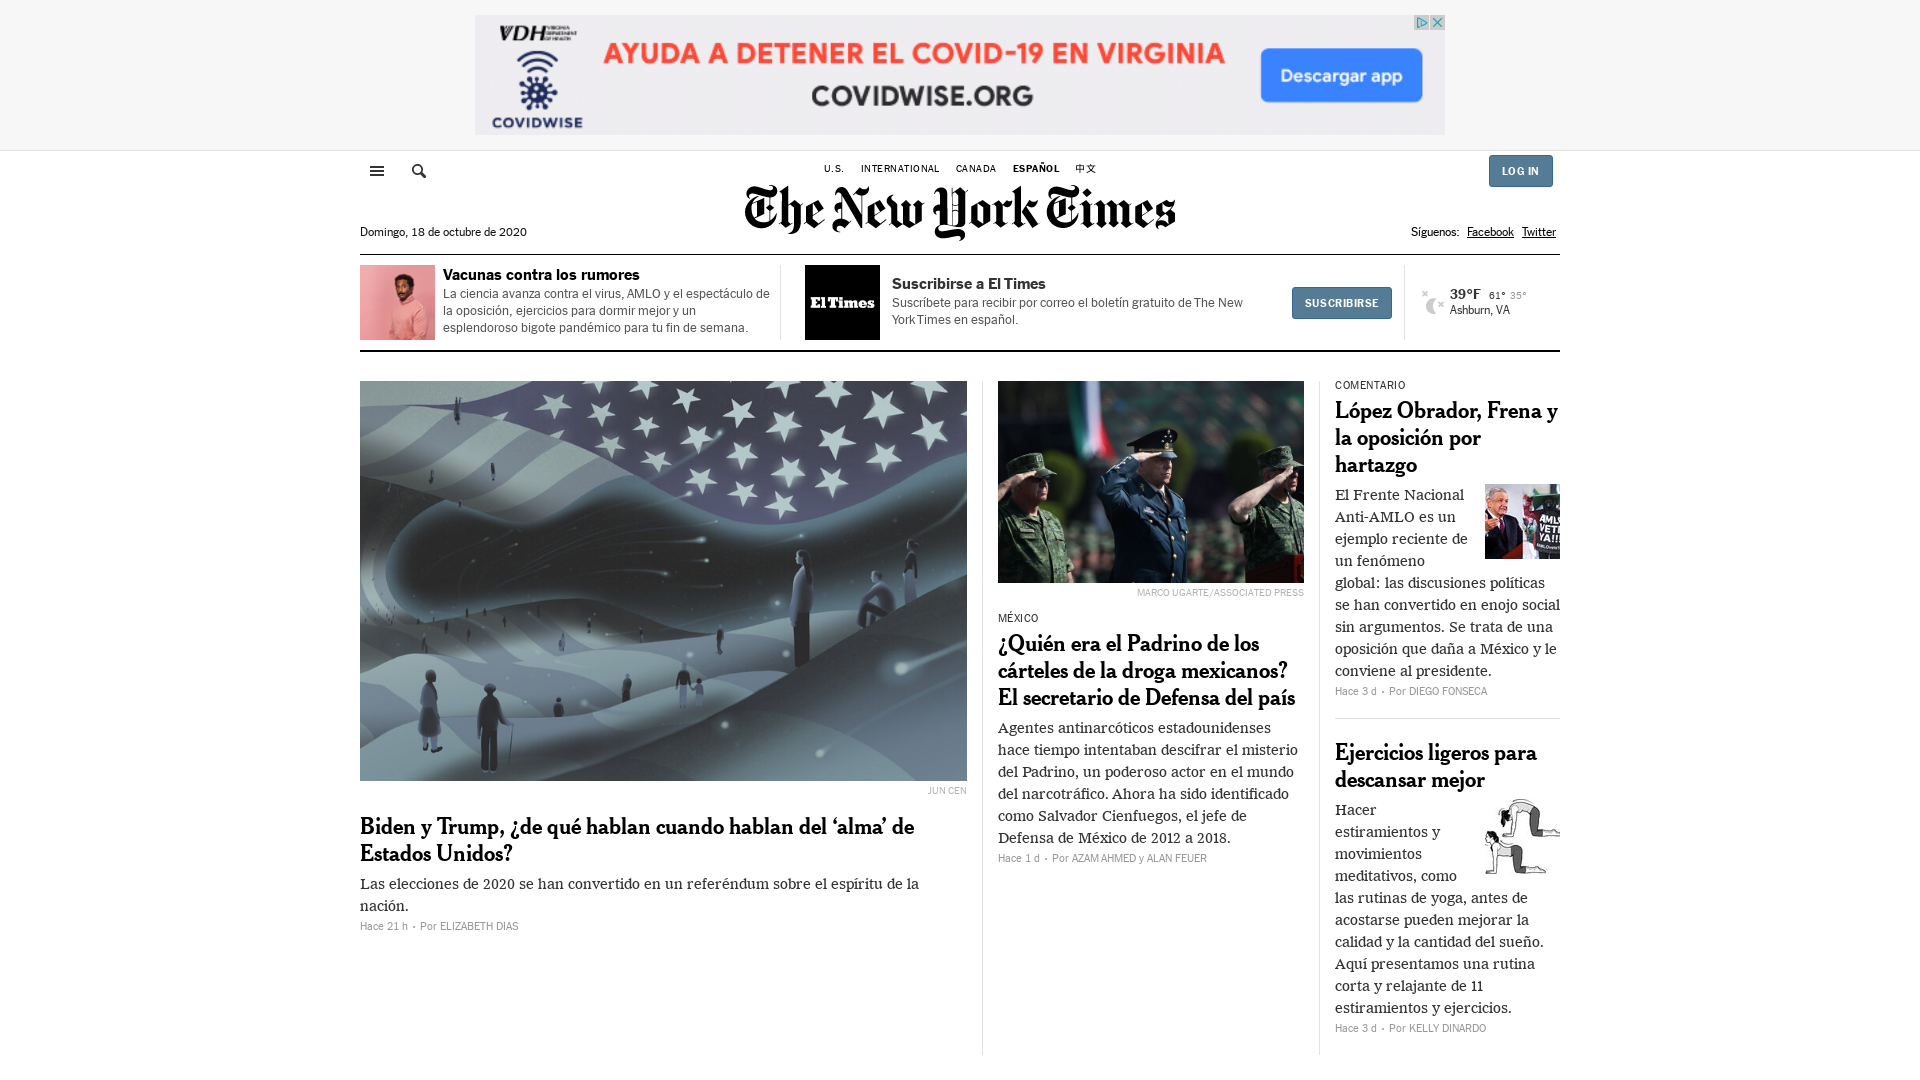 VDH VIRGINIA DEPARTMENT OF HEALTH
COVIDWISE
AYUDA A DETENER EL COVID-19 EN VIRGINIA
COVIDWISE.ORG
Descargar app
U.S. INTERNATIONAL CANADA ESPAÑOL 中文
LOG IN
The New York Times
Domingo, 18 de octubre de 2020
Síguenos: Facebook Twitter
Vacunas contra los rumores
La ciencia avanza contra el virus, AMLO y el espectáculo de
la oposición, ejercicios para dormir mejor y un
esplendoroso bigote pandémico para tu fin de semana.
El Times
Suscribirse a El Times
Suscríbete para recibir por correo el boletín gratuito de The New
York Times en español.
SUSCRIBIRSE
39°F 61° 35°
Ashburn, VA
JUN CEN
Biden y Trump, ¿de qué hablan cuando hablan del ‘alma’ de
Estados Unidos?
Las elecciones de 2020 se han convertido en un referéndum sobre el espíritu de la
nación.
Hace 21 h • Por ELIZABETH DIAS
MARCO UGARTE/ASSOCIATED PRESS
MÉXICO
¿Quién era el Padrino de los
cárteles de la droga mexicanos?
El secretario de Defensa del país
Agentes antinarcóticos estadounidenses
hace tiempo intentaban descifrar el misterio
del Padrino, un poderoso actor en el mundo
del narcotráfico. Ahora ha sido identificado
como Salvador Cienfuegos, el jefe de
Defensa de México de 2012 a 2018.
Hace 1 d • Por AZAM AHMED y ALAN FEUER
COMENTARIO
López Obrador, Frena y
la oposición por
hartazgo
El Frente Nacional
Anti-AMLO es un
ejemplo reciente de
un fenómeno
global: las discusiones políticas
se han convertido en enojo social
sin argumentos. Se trata de una
oposición que daña a México y le
conviene al presidente.
Hace 3 d • Por DIEGO FONSECA
AMLO
VETE
YA!!!
Ejercicios ligeros para
descansar mejor
Hacer
estiramientos y
movimientos
meditativos, como
las rutinas de yoga, antes de
acostarse pueden mejorar la
calidad y la cantidad del sueño.
Aquí presentamos una rutina
corta y relajante de 11
estiramientos y ejercicios.
Hace 3 d • Por KELLY DINARDO